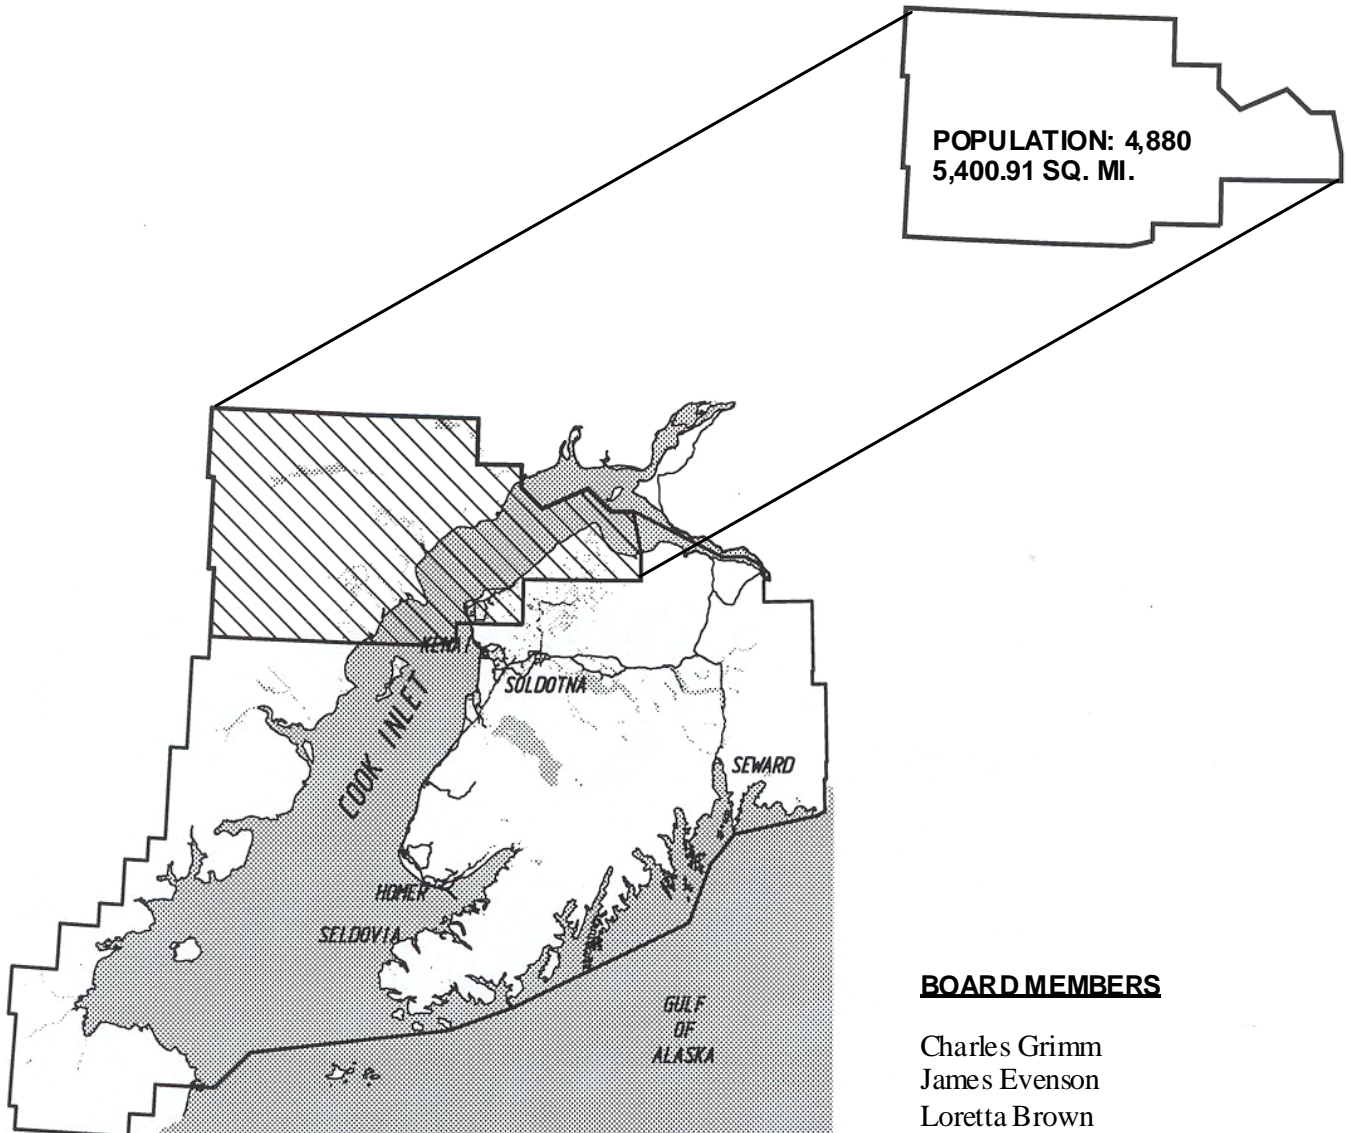 POPULATION: 4,880
5,400.91 SQ. MI.
KENAI
SOLDOTNA
COOK INLET
SEWARD
HOMER
SELDOVIA
GULF
OF
ALASKA
BOARD MEMBERS
Charles Grimm
James Evenson
Loretta Brown